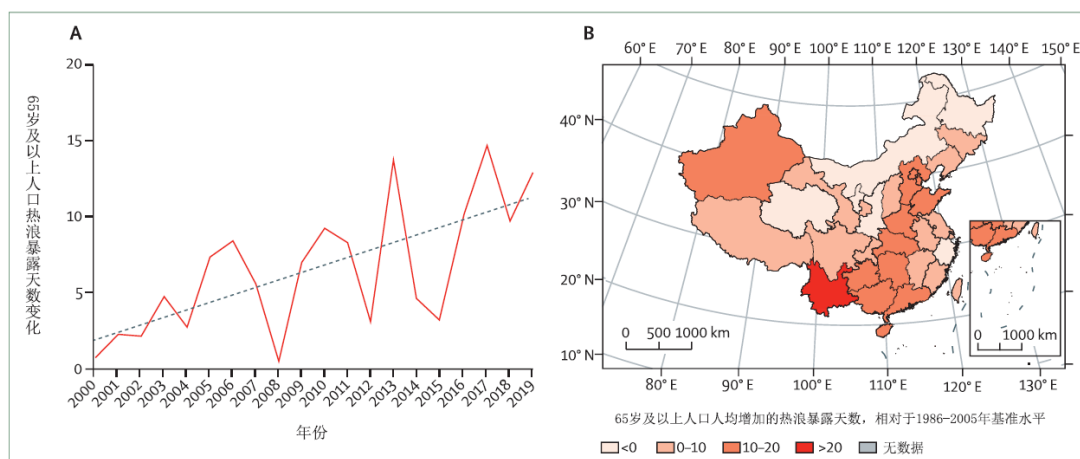 A
65岁及以上人口热浪暴露天数变化
20
15
10
5
0
2000
2001
2002
2003
2004
2005
2006
2007
2008
2009
2010
2011
2012
2013
2014
2015
2016
2017
2018
2019
年份
B
60° E 70° E 80° E 90° E 100° E 110° E 120° E 130° E 140° E 150° E
40° N
30° N
20° N
10° N
0 500 1000 km
0 1000 km
80° E 90° E 100° E 110° E 120° E 130° E
65岁及以上人口人均增加的热浪暴露天数，相对于1986–2005年基准水平
<0 0–10 10–20 >20 无数据